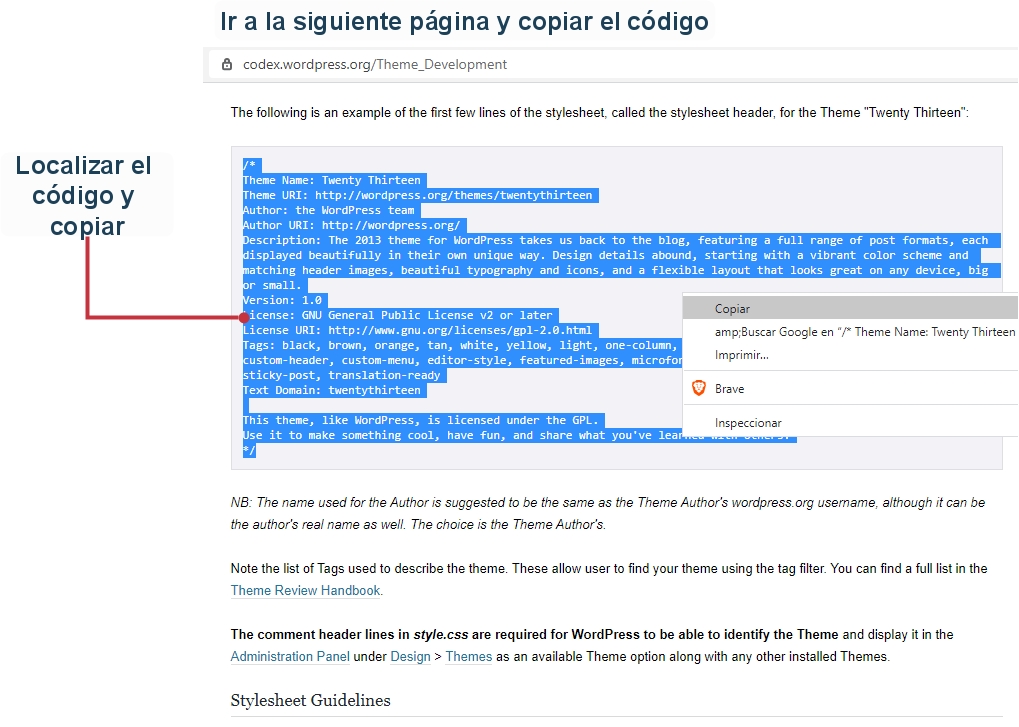 Ir a la siguiente página y copiar el código
codex.wordpress.org/Theme_Development
The following is an example of the first few lines of the stylesheet, called the stylesheet header, for the Theme "Twenty Thirteen":
Localizar el
código y
copiar
/*
Theme Name: Twenty Thirteen
Theme URI: http://wordpress.org/themes/twentythirteen
Author: the WordPress team
Author URI: http://wordpress.org/
Description: The 2013 theme for WordPress takes us back to the blog, featuring a full range of post formats, each
displayed beautifully in their own unique way. Design details abound, starting with a vibrant color scheme and
matching header images, beautiful typography and icons, and a flexible layout that looks great on any device, big
or small.
Version: 1.0
License: GNU General Public License v2 or later
License URI: http://www.gnu.org/licenses/gpl-2.0.html
Tags: black, brown, orange, tan, white, yellow, light, one-column,
custom-header, custom-menu, editor-style, featured-images, microfor
sticky-post, translation-ready
Text Domain: twentythirteen
This theme, like WordPress, is licensed under the GPL.
Use it to make something cool, have fun, and share what you've learned with others.
*/
Copiar
amp;Buscar Google en "/* Theme Name: Twenty Thirteen
Imprimir...
Brave
Inspeccionar
NB: The name used for the Author is suggested to be the same as the Theme Author's wordpress.org username, although it can be
the author's real name as well. The choice is the Theme Author's.
Note the list of Tags used to describe the theme. These allow user to find your theme using the tag filter. You can find a full list in the
Theme Review Handbook.
The comment header lines in style.css are required for WordPress to be able to identify the Theme and display it in the
Administration Panel under Design > Themes as an available Theme option along with any other installed Themes.
Stylesheet Guidelines